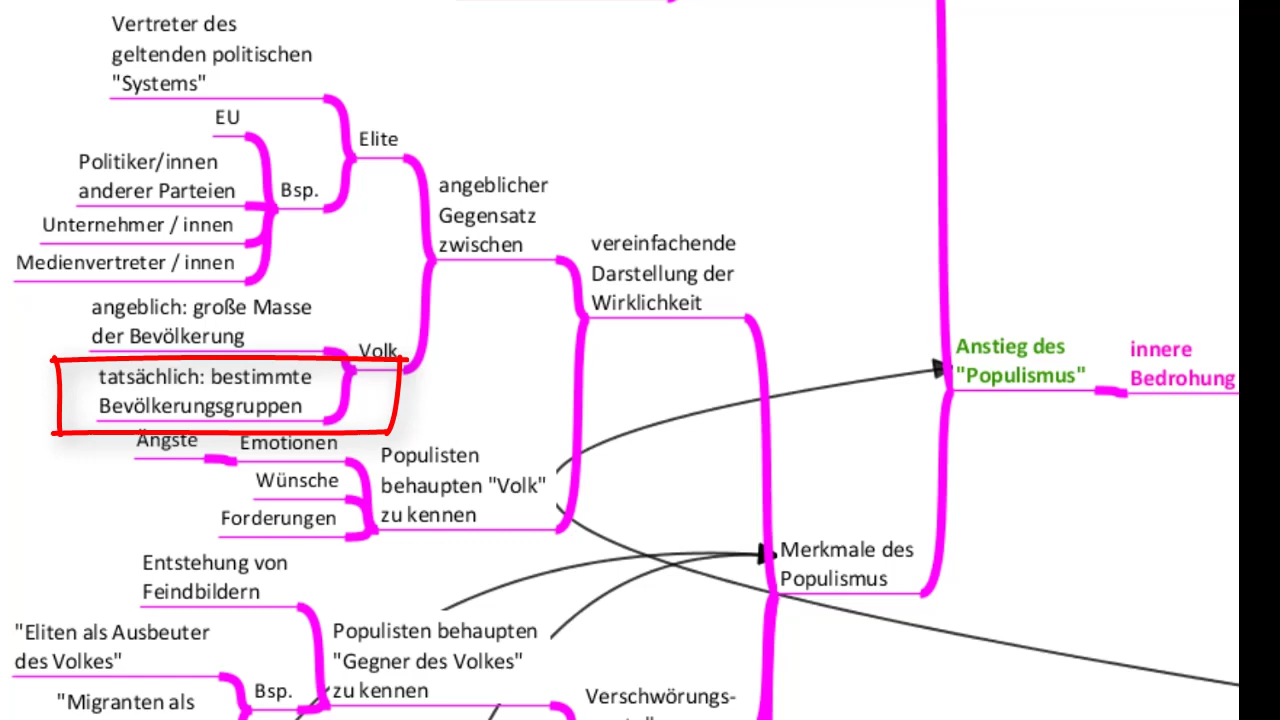 Vertreter des
geltenden politischen
"Systems"
EU
Politiker/innen
anderer Parteien
Unternehmer / innen
Medienvertreter / innen
Bsp.
Elite
angeblich: große Masse
der Bevölkerung
tatsächlich: bestimmte
Bevölkerungsgruppen
Volk
angeblicher
Gegensatz
zwischen
Ängste
Emotionen
Wünsche
Forderungen
Populisten
behaupten "Volk"
zu kennen
vereinfachende
Darstellung der
Wirklichkeit
Entstehung von
Feindbildern
"Eliten als Ausbeuter
des Volkes"
"Migranten als
Bsp.
Populisten behaupten
"Gegner des Volkes"
zu kennen
Verschwörungs-
Merkmale des
Populismus
Anstieg des
"Populismus"
innere
Bedrohung